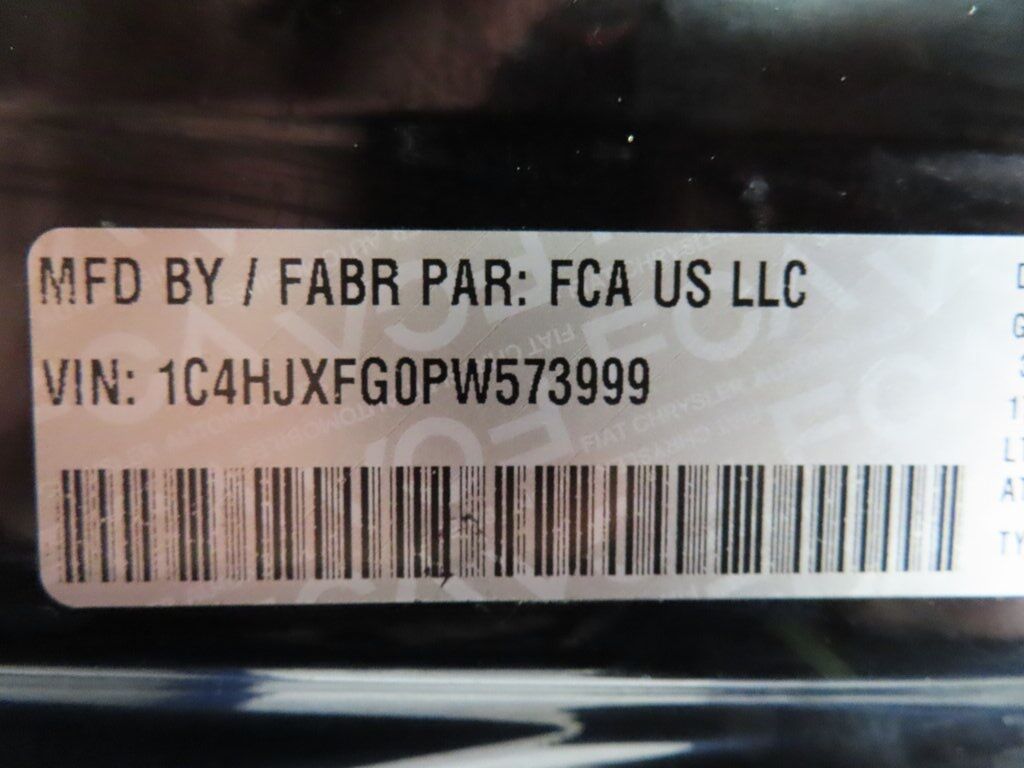 MFD BY / FABR PAR: FCA US LLC
VIN: 1C4HJXFG0PW573999